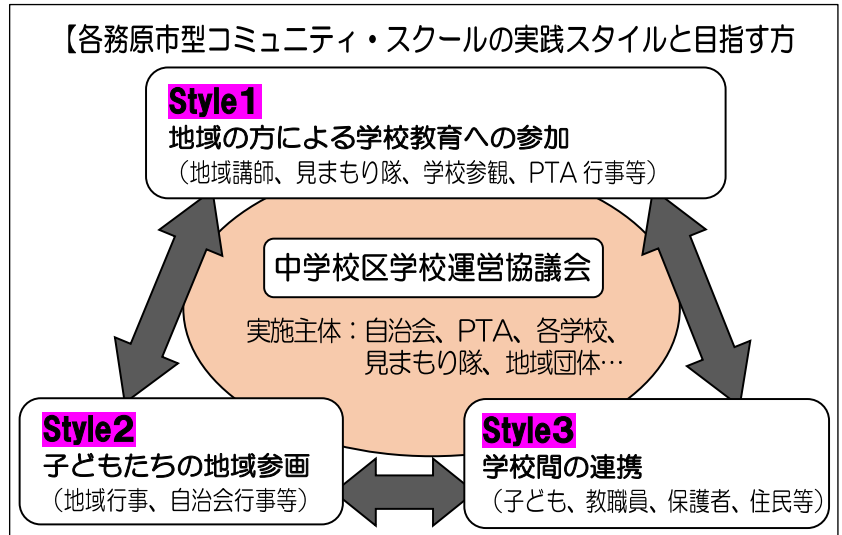 【各務原市型コミュニティ・スクールの実践スタイルと目指す方
Style1
地域の方による学校教育への参加
（地域講師、見まもり隊、学校参観、PTA 行事等）
中学校区学校運営協議会
実施主体：自治会、PTA、各学校、
見まもり隊、地域団体…
Style2
子どもたちの地域参画
（地域行事、自治会行事等）
Style3
学校間の連携
（子ども、教職員、保護者、住民等）